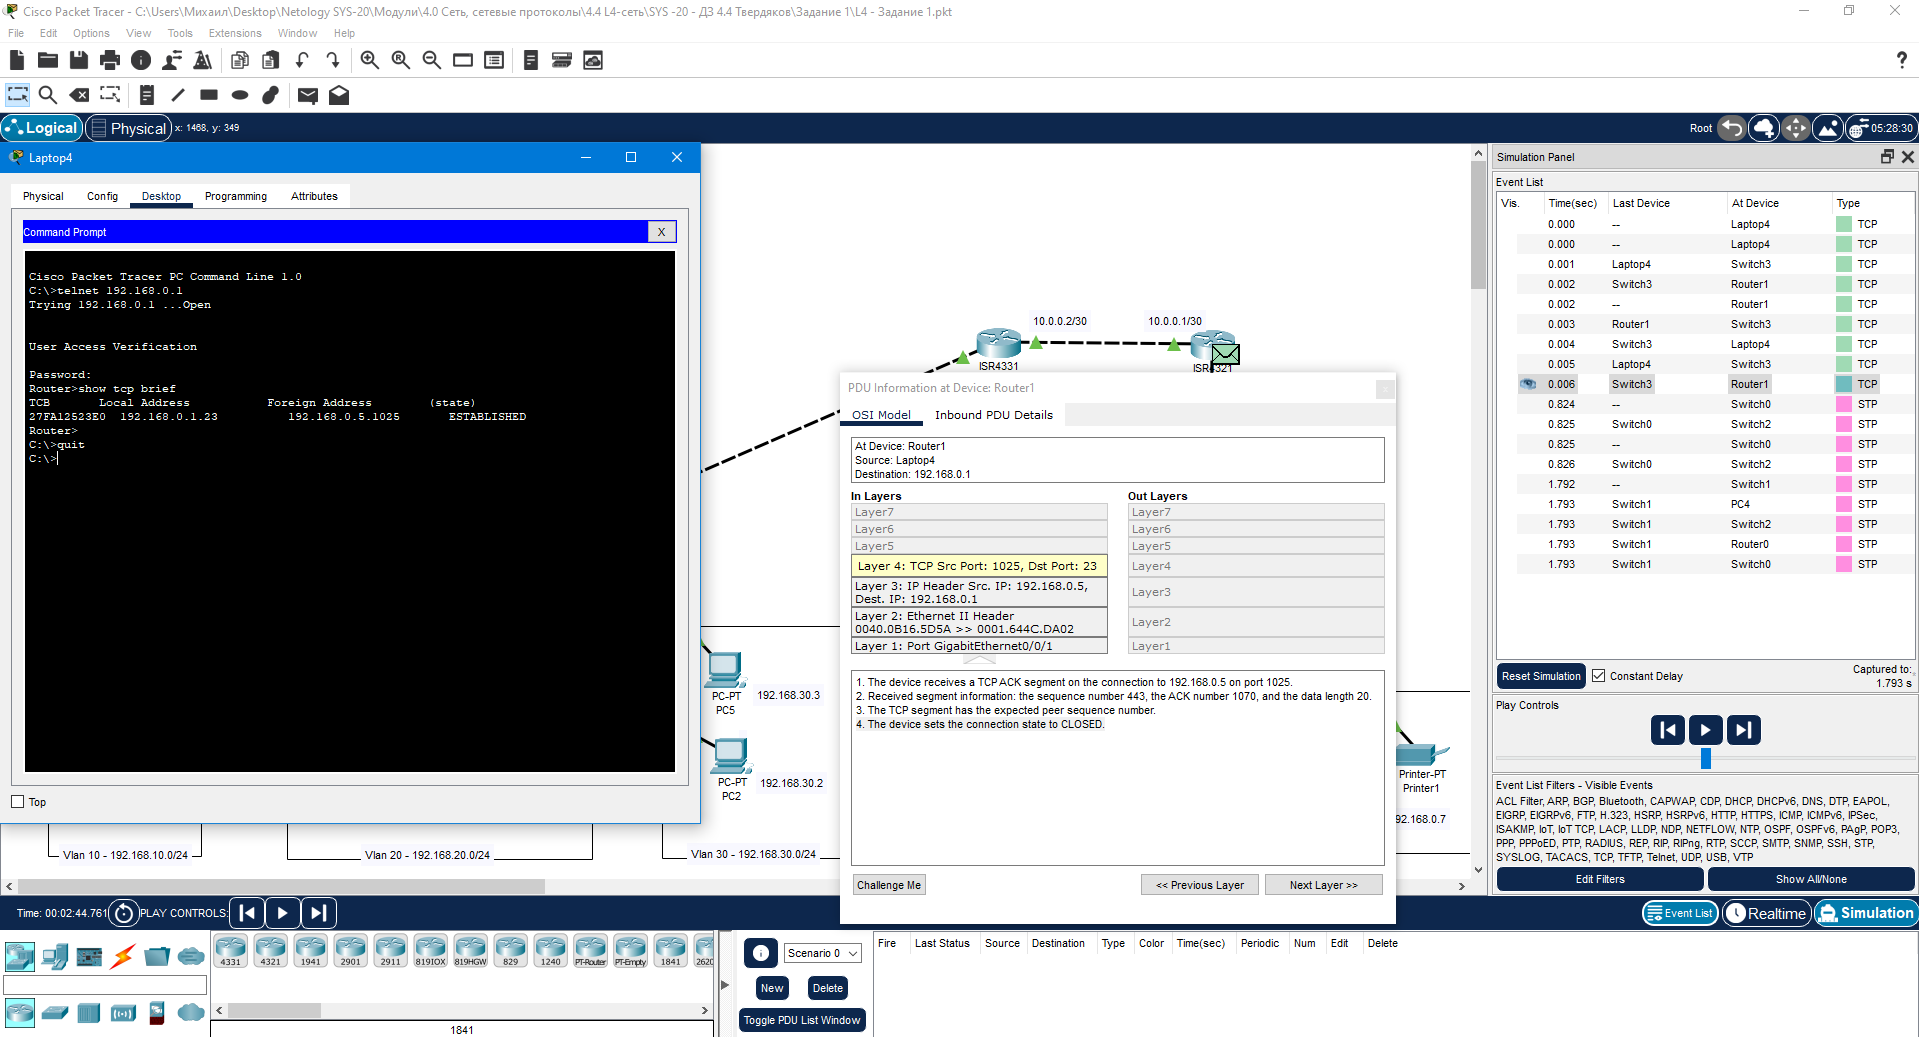 Cisco Packet Tracer - C:\Users\Михаил\Desktop\Netology SYS-20\Модули\4.0 Сеть, сетевые протоколы\4.4 L4-сеть\SYS -20 - ДЗ 4.4 Твердяков\Задание 1\L4 - Задание 1.pkt
File Edit Options View Tools Extensions Window Help
Logical Physical x: 1468, y: 349
Root 05:28:30
Laptop4
Physical Config Desktop Programming Attributes
Command Prompt X
Cisco Packet Tracer PC Command Line 1.0
C:\>telnet 192.168.0.1
Trying 192.168.0.1 ...Open
User Access Verification
Password:
Router>show tcp brief
TCB Local Address Foreign Address (state)
27FA12523E0 192.168.0.1.23 192.168.0.5.1025 ESTABLISHED
Router>
C:\>quit
C:\>
Top
10.0.0.2/30 10.0.0.1/30
ISR4331 ISR4321
PDU Information at Device: Router1
OSI Model Inbound PDU Details
At Device: Router1
Source: Laptop4
Destination: 192.168.0.1
In Layers Out Layers
Layer7 Layer7
Layer6 Layer6
Layer5 Layer5
Layer 4: TCP Src Port: 1025, Dst Port: 23 Layer4
Layer 3: IP Header Src. IP: 192.168.0.5, Dest. IP: 192.168.0.1 Layer3
Layer 2: Ethernet II Header 0040.0B16.5D5A >> 0001.644C.DA02 Layer2
Layer 1: Port GigabitEthernet0/0/1 Layer1
1. The device receives a TCP ACK segment on the connection to 192.168.0.5 on port 1025.
2. Received segment information: the sequence number 443, the ACK number 1070, and the data length 20.
3. The TCP segment has the expected peer sequence number.
4. The device sets the connection state to CLOSED.
Challenge Me << Previous Layer Next Layer >>
PC-PT
PC5
192.168.30.3
PC-PT
PC2
192.168.30.2
Printer-PT
Printer1
92.168.0.7
Vlan 10 - 192.168.10.0/24
Vlan 20 - 192.168.20.0/24
Vlan 30 - 192.168.30.0/24
Simulation Panel
Event List
Vis. Time(sec) Last Device At Device Type
0.000 -- Laptop4 TCP
0.000 -- Laptop4 TCP
0.001 Laptop4 Switch3 TCP
0.002 Switch3 Router1 TCP
0.002 -- Router1 TCP
0.003 Router1 Switch3 TCP
0.004 Switch3 Laptop4 TCP
0.005 Laptop4 Switch3 TCP
0.006 Switch3 Router1 TCP
0.824 -- Switch0 STP
0.825 Switch0 Switch2 STP
0.825 -- Switch0 STP
0.826 Switch0 Switch2 STP
1.792 -- Switch1 STP
1.793 Switch1 PC4 STP
1.793 Switch1 Switch2 STP
1.793 Switch1 Router0 STP
1.793 Switch1 Switch0 STP
Reset Simulation Constant Delay Captured to:
1.793 s
Play Controls
Event List Filters - Visible Events
ACL Filter, ARP, BGP, Bluetooth, CAPWAP, CDP, DHCP, DHCPv6, DNS, DTP, EAPOL,
EIGRP, EIGRPv6, FTP, H.323, HSRP, HSRPv6, HTTP, HTTPS, ICMP, ICMPv6, IPSec,
ISAKMP, IoT, IoT TCP, LACP, LLDP, NDP, NETFLOW, NTP, OSPF, OSPFv6, PAgP, POP3,
PPP, PPPoED, PTP, RADIUS, REP, RIP, RIPng, RTP, SCCP, SMTP, SNMP, SSH, STP,
SYSLOG, TACACS, TCP, TFTP, Telnet, UDP, USB, VTP
Edit Filters Show All/None
Time: 00:02:44.761 PLAY CONTROLS:
Event List Realtime Simulation
4331 4321 1941 2901 2911 819IOX 819HGW 829 1240 PT-Router PT-Empty 1841 2620
1841
Scenario 0
New Delete
Toggle PDU List Window
Fire Last Status Source Destination Type Color Time(sec) Periodic Num Edit Delete